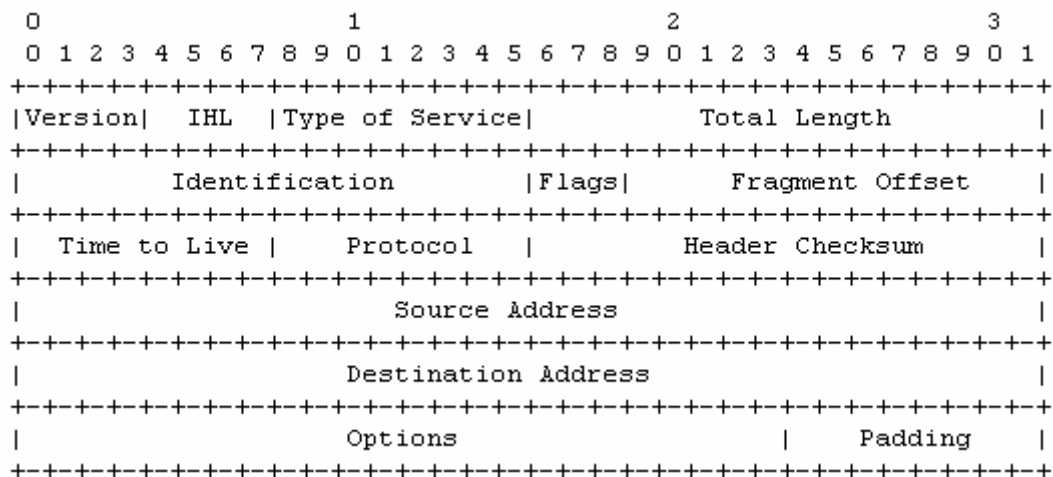 0                   1                   2                   3
 0 1 2 3 4 5 6 7 8 9 0 1 2 3 4 5 6 7 8 9 0 1 2 3 4 5 6 7 8 9 0 1
+-+-+-+-+-+-+-+-+-+-+-+-+-+-+-+-+-+-+-+-+-+-+-+-+-+-+-+-+-+-+-+-+
|Version|  IHL  |Type of Service|          Total Length         |
+-+-+-+-+-+-+-+-+-+-+-+-+-+-+-+-+-+-+-+-+-+-+-+-+-+-+-+-+-+-+-+-+
|         Identification        |Flags|      Fragment Offset    |
+-+-+-+-+-+-+-+-+-+-+-+-+-+-+-+-+-+-+-+-+-+-+-+-+-+-+-+-+-+-+-+-+
|  Time to Live |    Protocol   |         Header Checksum       |
+-+-+-+-+-+-+-+-+-+-+-+-+-+-+-+-+-+-+-+-+-+-+-+-+-+-+-+-+-+-+-+-+
|                       Source Address                          |
+-+-+-+-+-+-+-+-+-+-+-+-+-+-+-+-+-+-+-+-+-+-+-+-+-+-+-+-+-+-+-+-+
|                    Destination Address                        |
+-+-+-+-+-+-+-+-+-+-+-+-+-+-+-+-+-+-+-+-+-+-+-+-+-+-+-+-+-+-+-+-+
|                    Options                    |    Padding    |
+-+-+-+-+-+-+-+-+-+-+-+-+-+-+-+-+-+-+-+-+-+-+-+-+-+-+-+-+-+-+-+-+